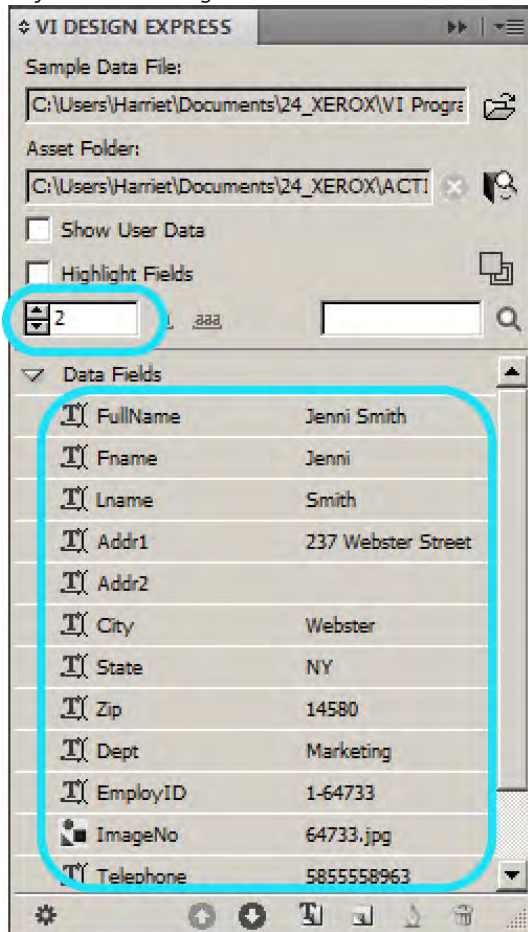 VI DESIGN EXPRESS
Sample Data File:
C:\Users\Harriet\Documents\24_XEROX\VI Progra
Asset Folder:
C:\Users\Harriet\Documents\24_XEROX\ACTI
Show User Data
Highlight Fields
2 aaa
Data Fields
FullName Jenni Smith
Fname Jenni
Lname Smith
Addr1 237 Webster Street
Addr2
City Webster
State NY
Zip 14580
Dept Marketing
EmployID 1-64733
ImageNo 64733.jpg
Telephone 5855558963